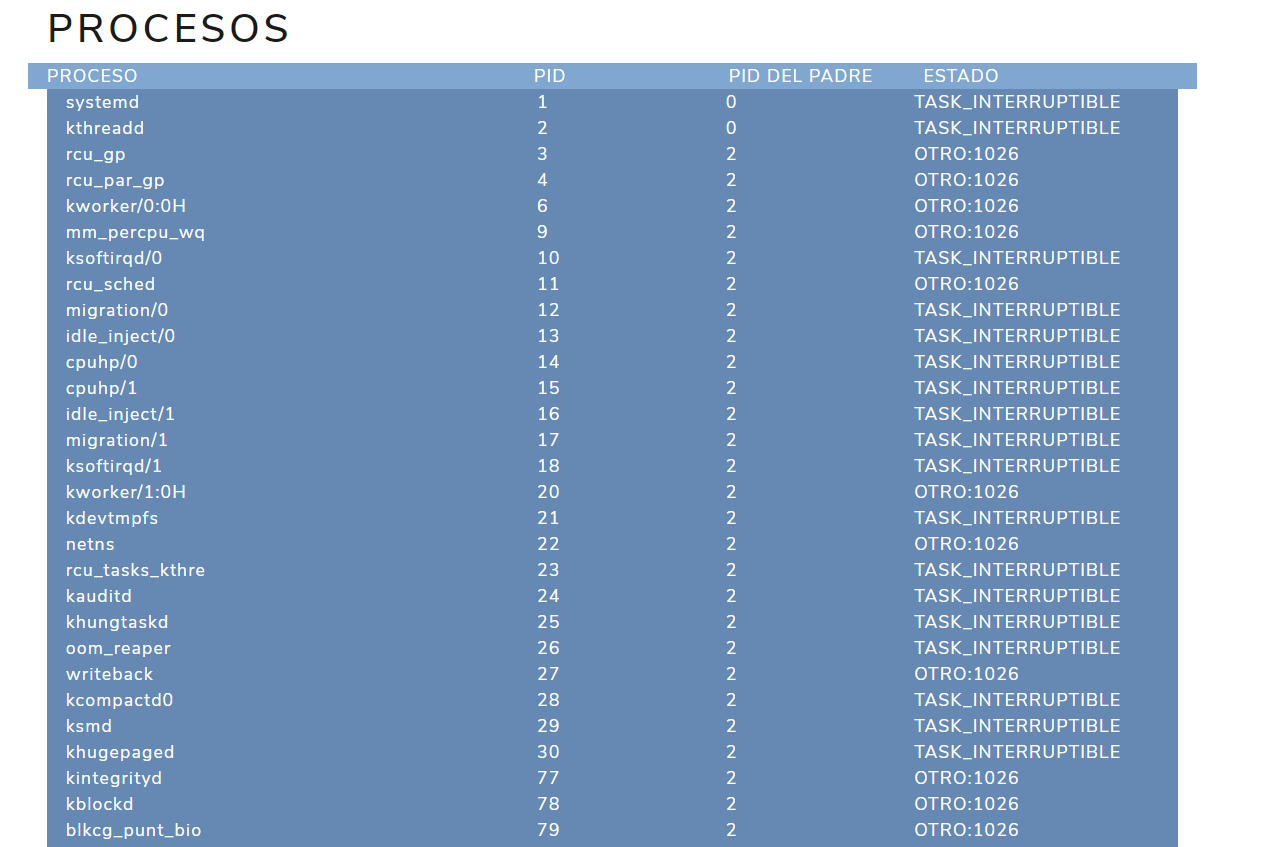 PROCESOS
PROCESO PID PID DEL PADRE ESTADO
systemd 1 0 TASK_INTERRUPTIBLE
kthreadd 2 0 TASK_INTERRUPTIBLE
rcu_gp 3 2 OTRO:1026
rcu_par_gp 4 2 OTRO:1026
kworker/0:0H 6 2 OTRO:1026
mm_percpu_wq 9 2 OTRO:1026
ksoftirqd/0 10 2 TASK_INTERRUPTIBLE
rcu_sched 11 2 OTRO:1026
migration/0 12 2 TASK_INTERRUPTIBLE
idle_inject/0 13 2 TASK_INTERRUPTIBLE
cpuhp/0 14 2 TASK_INTERRUPTIBLE
cpuhp/1 15 2 TASK_INTERRUPTIBLE
idle_inject/1 16 2 TASK_INTERRUPTIBLE
migration/1 17 2 TASK_INTERRUPTIBLE
ksoftirqd/1 18 2 TASK_INTERRUPTIBLE
kworker/1:0H 20 2 OTRO:1026
kdevtmpfs 21 2 TASK_INTERRUPTIBLE
netns 22 2 OTRO:1026
rcu_tasks_kthre 23 2 TASK_INTERRUPTIBLE
kauditd 24 2 TASK_INTERRUPTIBLE
khungtaskd 25 2 TASK_INTERRUPTIBLE
oom_reaper 26 2 TASK_INTERRUPTIBLE
writeback 27 2 OTRO:1026
kcompactd0 28 2 TASK_INTERRUPTIBLE
ksmd 29 2 TASK_INTERRUPTIBLE
khugepaged 30 2 TASK_INTERRUPTIBLE
kintegrityd 77 2 OTRO:1026
kblockd 78 2 OTRO:1026
blkcg_punt_bio 79 2 OTRO:1026